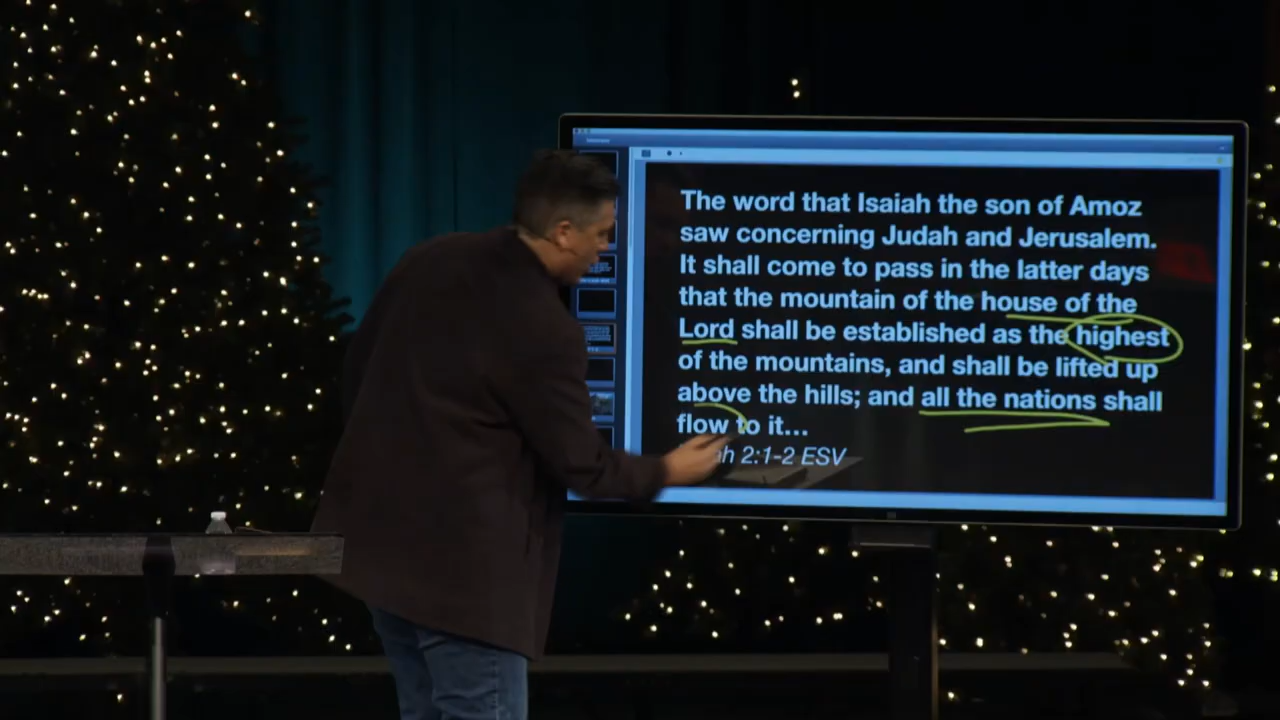 The word that Isaiah the son of Amoz
saw concerning Judah and Jerusalem.
It shall come to pass in the latter days
that the mountain of the house of the
Lord shall be established as the highest
of the mountains, and shall be lifted up
above the hills; and all the nations shall
flow to it...
2:1-2 ESV